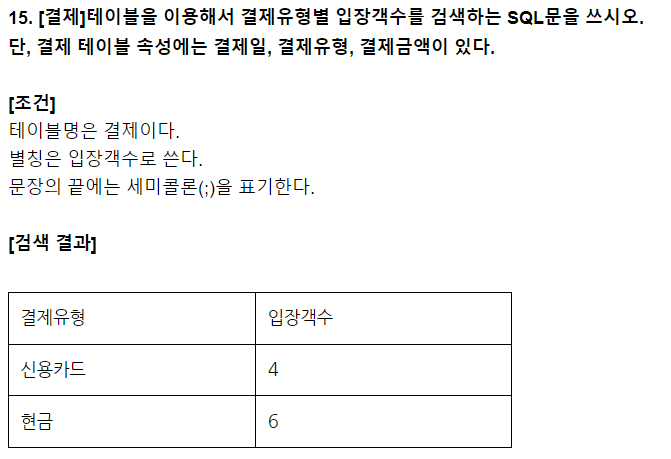 15. [결제]테이블을 이용해서 결제유형별 입장객수를 검색하는 SQL문을 쓰시오.
단, 결제 테이블 속성에는 결제일, 결제유형, 결제금액이 있다.
[조건]
테이블명은 결제이다.
별칭은 입장객수로 쓴다.
문장의 끝에는 세미콜론(;)을 표기한다.
[검색 결과]
결제유형 입장객수
신용카드 4
현금 6